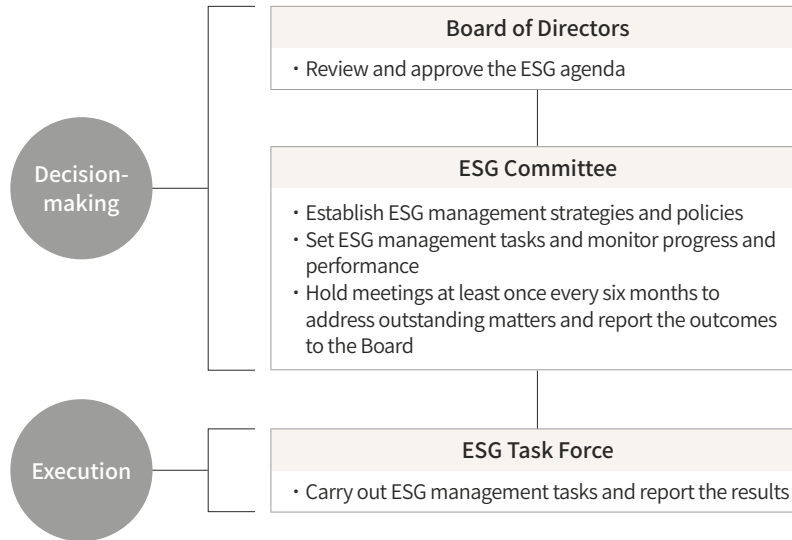 Board of Directors
· Review and approve the ESG agenda
Decision-
making
ESG Committee
· Establish ESG management strategies and policies
· Set ESG management tasks and monitor progress and
performance
· Hold meetings at least once every six months to
address outstanding matters and report the outcomes
to the Board
Execution
ESG Task Force
· Carry out ESG management tasks and report the results